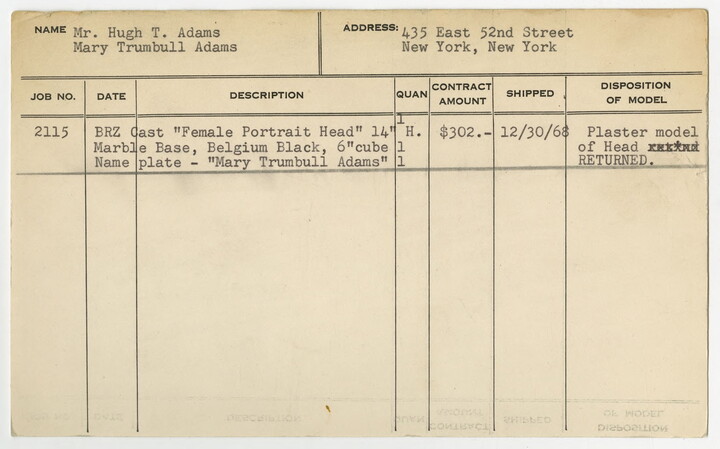 NAME Mr. Hugh T. Adams
Mary Trumbull Adams
ADDRESS: 435 East 52nd Street
New York, New York
JOB NO. DATE DESCRIPTION QUAN CONTRACT AMOUNT SHIPPED DISPOSITION OF MODEL
1
2115 BRZ Cast "Female Portrait Head" 14" H. $302.- 12/30/68 Plaster model
Marble Base, Belgium Black, 6"cube 1 of Head
Name plate - "Mary Trumbull Adams" 1 RETURNED.